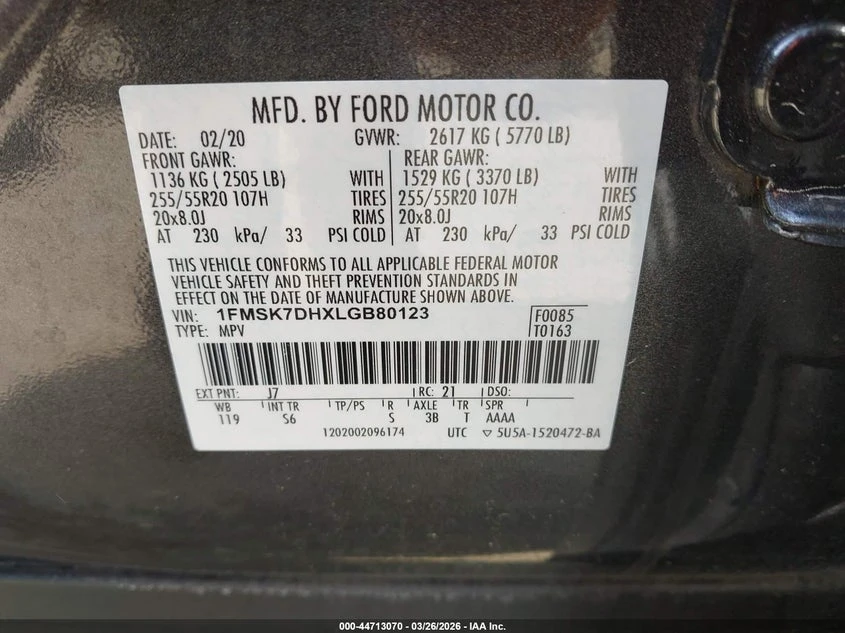 MFD. BY FORD MOTOR CO.
DATE: 02/20 GVWR: 2617 KG ( 5770 LB)
FRONT GAWR: REAR GAWR:
1136 KG ( 2505 LB) WITH 1529 KG ( 3370 LB) WITH
255/55R20 107H TIRES 255/55R20 107H TIRES
20x8.0J RIMS 20x8.0J RIMS
AT 230 kPa/ 33 PSI COLD AT 230 kPa/ 33 PSI COLD
THIS VEHICLE CONFORMS TO ALL APPLICABLE FEDERAL MOTOR
VEHICLE SAFETY AND THEFT PREVENTION STANDARDS IN
EFFECT ON THE DATE OF MANUFACTURE SHOWN ABOVE.
VIN: 1FMSK7DHXLGB80123 F0085
TYPE: MPV T0163
EXT PNT: J7 RC: 21 DSO:
WB INT TR TP/PS R AXLE TR SPR
119 S6 S 3B T AAAA
1202002096174 UTC ▽ 5U5A-1520472-BA
000-44713070 - 03/26/2026 - IAA Inc.